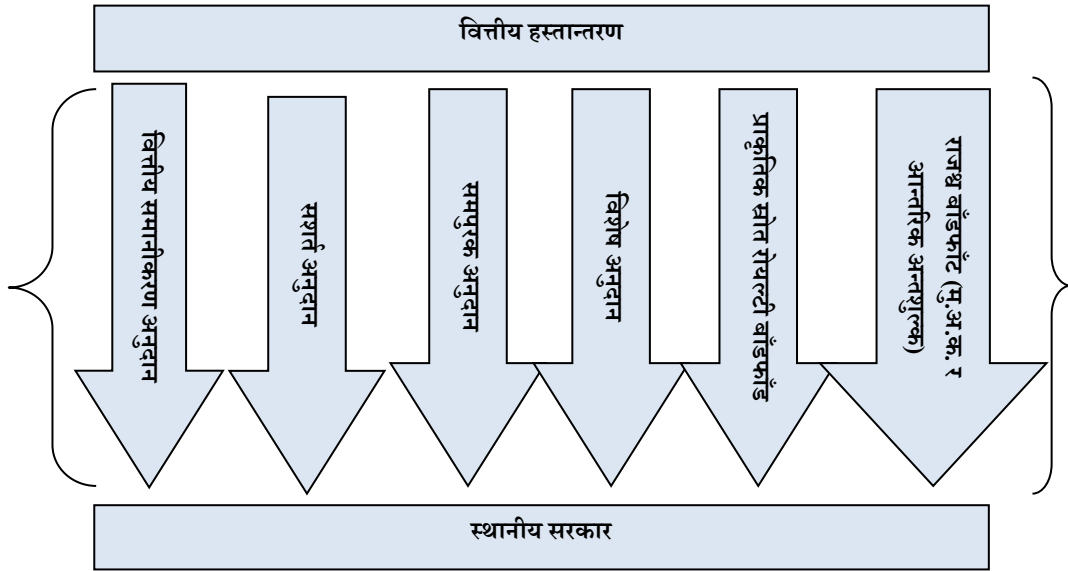 वित्तीय हस्तान्तरण
वित्तीय समानीकरण अनुदान
सशर्त अनुदान
समपुरक अनुदान
विशेष अनुदान
प्राकृतिक स्रोत रोयल्टी बाँडफाँड
राजश्व बाँडफाँट (मु.अ.क. र
आन्तरिक अन्तशुल्क)
स्थानीय सरकार